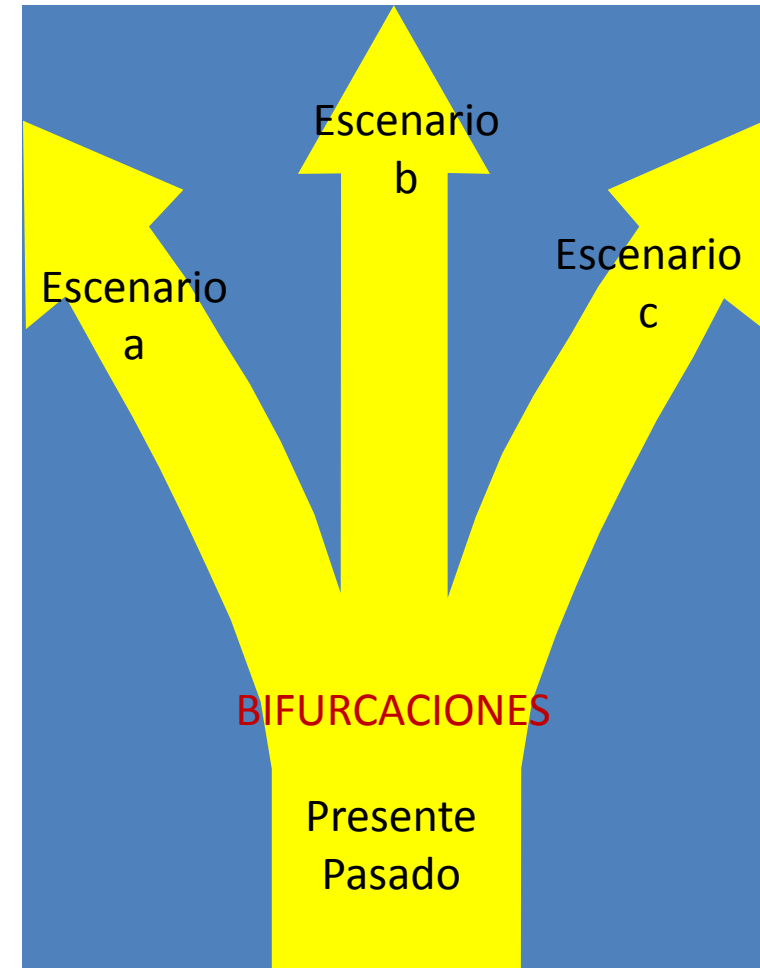 Escenario
b
Escenario
c
Escenario
a
BIFURCACIONES
Presente
Pasado